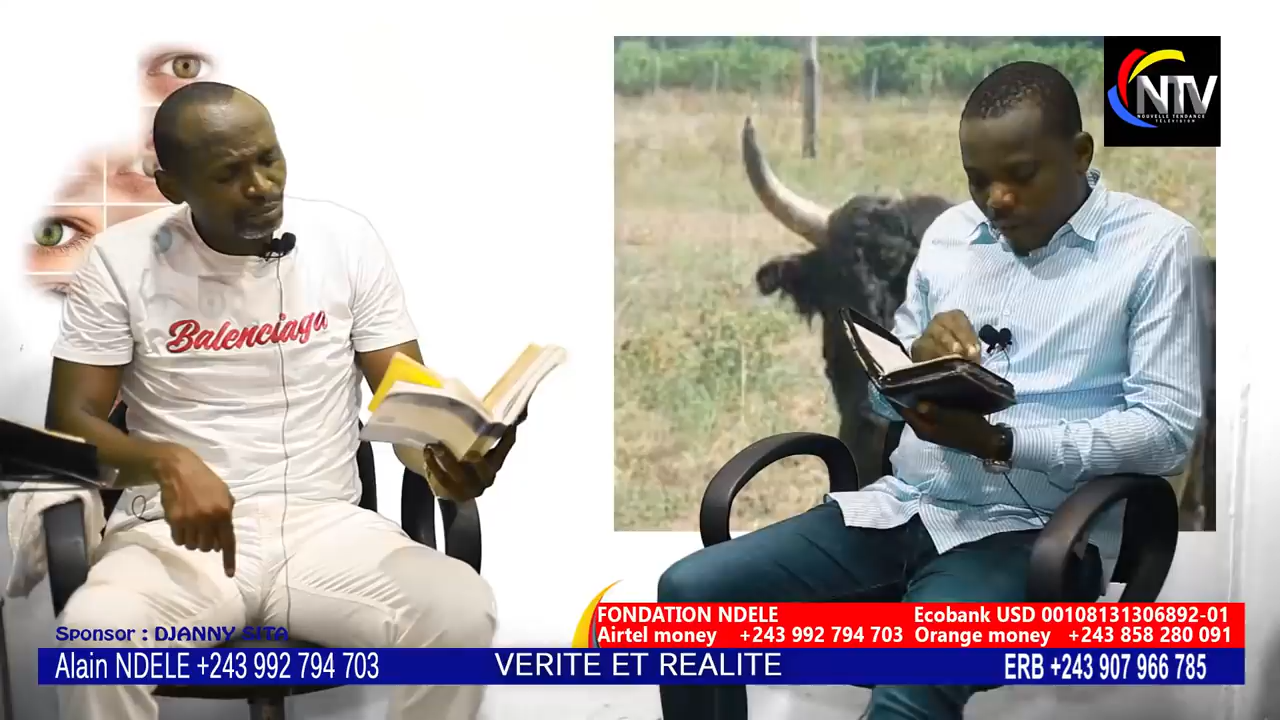 NTV
NOUVELLE TENDANCE
TELEVISION
Balenciaga
FONDATION NDELE Ecobank USD 00108131306892-01
Airtel money +243 992 794 703 Orange money +243 858 280 091
Sponsor : DJANNY SITA
Alain NDELE +243 992 794 703 VERITE ET REALITE ERB +243 907 966 785